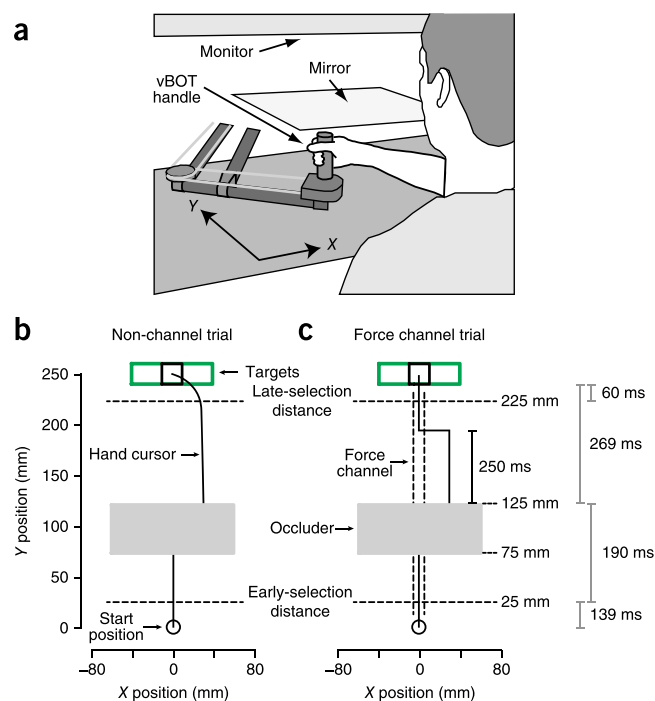 a
Monitor
Mirror
vBOT
handle
Y
X
b
Non-channel trial
250
200
150
100
50
0
Y position (mm)
Targets
Late-selection
distance
Hand cursor
Early-selection
distance
Start
position
–80
0
80
X position (mm)
c
Force channel trial
225 mm
60 ms
269 ms
Force
channel
250 ms
125 mm
Occluder
190 ms
75 mm
25 mm
139 ms
–80
0
80
X position (mm)